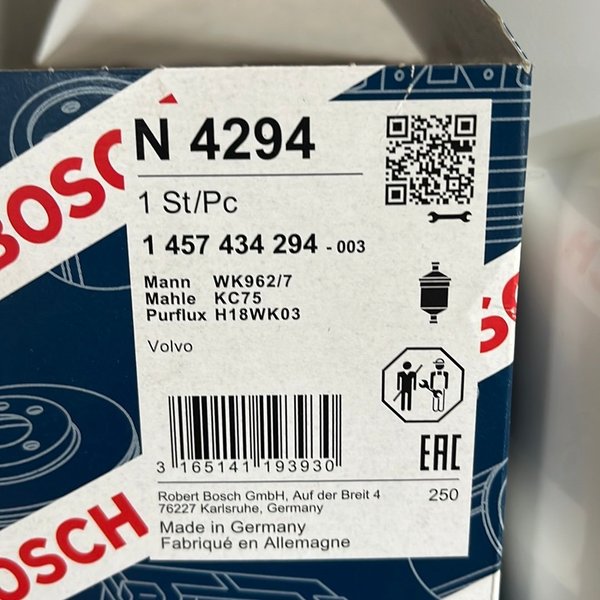 BOSCH
N 4294
1 St/Pc
1 457 434 294 - 003
Mann WK962/7
Mahle KC75
Purflux H18WK03
Volvo
3 165141 193930
EAC
Robert Bosch GmbH, Auf der Breit 4
76227 Karlsruhe, Germany
250
Made in Germany
Fabriqué en Allemagne
BOSCH